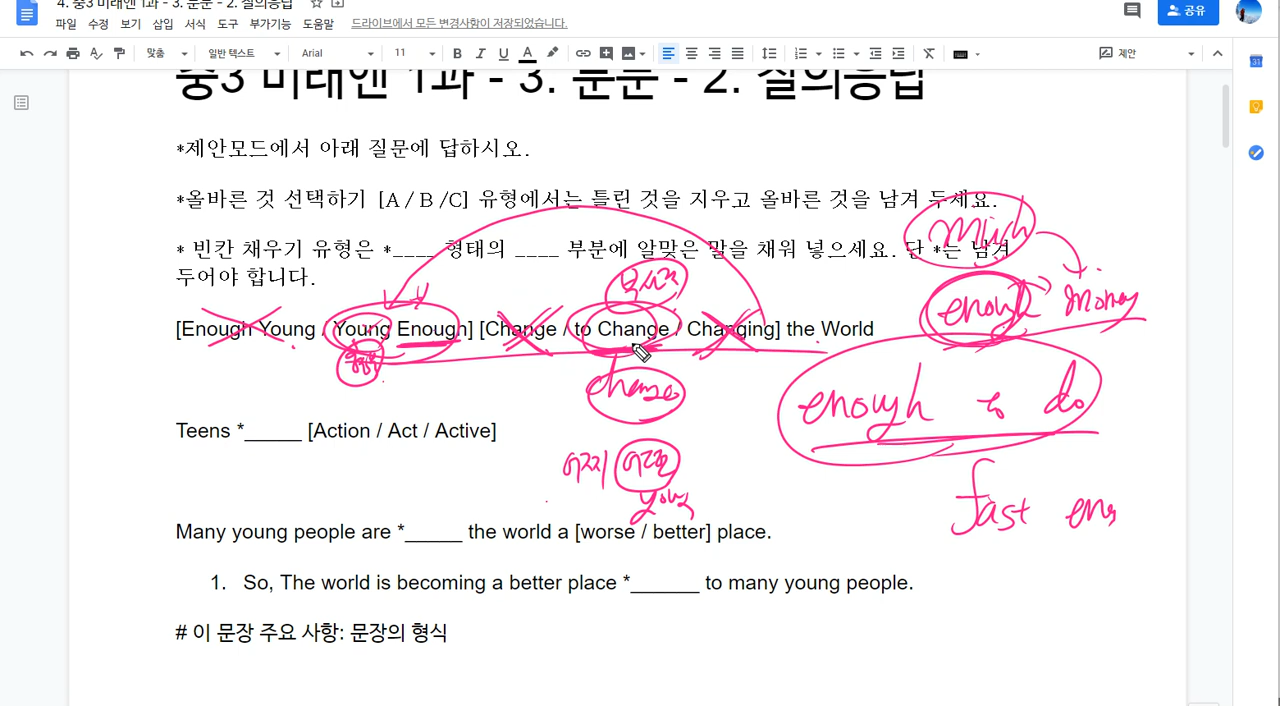 4. 중3 미래엔 1과 - 3. 본문 - 2. 질의응답
파일 수정 보기 삽입 서식 도구 부가기능 도움말 드라이브에서 모든 변경사항이 저장되었습니다.
공유
맞춤 일반 텍스트 Arial 11 B I U A 제안
31
중3 미래엔 1과 - 3. 본문 - 2. 질의응답
*제안모드에서 아래 질문에 답하시오.
*올바른 것 선택하기 [A / B /C] 유형에서는 틀린 것을 지우고 올바른 것을 남겨 두세요.
much
* 빈칸 채우기 유형은 *____ 형태의 ____ 부분에 알맞은 말을 채워 넣으세요. 단 *는 남겨
두어야 합니다.
enough money
[Enough Young / Young Enough] [Change / to Change / Changing] the World
change
enough to do
Teens *_____ [Action / Act / Active]
young
fast
Many young people are *_____ the world a [worse / better] place.
1. So, The world is becoming a better place *______ to many young people.
# 이 문장 주요 사항: 문장의 형식